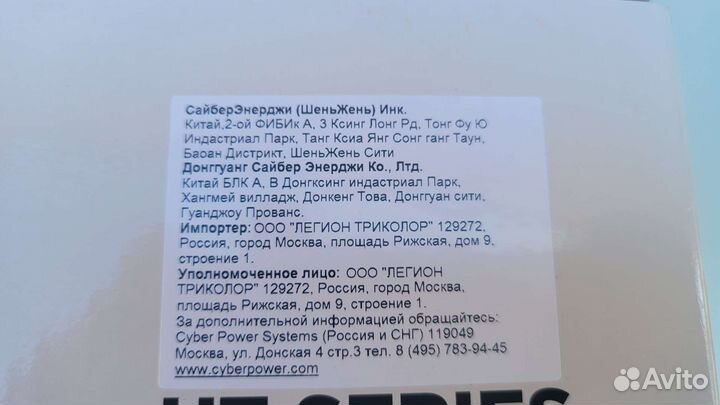 СайберЭнерджи (ШеньЖень) Инк.
Китай,2-ой ФИБИк А, 3 Ксинг Лонг Рд, Тонг Фу Ю
Индастриал Парк, Танг Ксиа Янг Сонг ганг Таун,
Баоан Дистрикт, ШеньЖень Сити
Донггуанг Сайбер Энерджи Ко., Лтд.
Китай БЛК А, В Донгксинг индастриал Парк,
Хангмей вилладж, Донкенг Това, Донггуан сити,
Гуанджоу Прованс.
Импортер: ООО "ЛЕГИОН ТРИКОЛОР" 129272,
Россия, город Москва, площадь Рижская, дом 9,
строение 1.
Уполномоченное лицо: ООО "ЛЕГИОН
ТРИКОЛОР" 129272, Россия, город Москва,
площадь Рижская, дом 9, строение 1.
За дополнительной информацией обращайтесь:
Cyber Power Systems (Россия и СНГ) 119049
Москва, ул. Донская 4 стр.3 тел. 8 (495) 783-94-45
www.cyberpower.com
UT SERIES
Avito